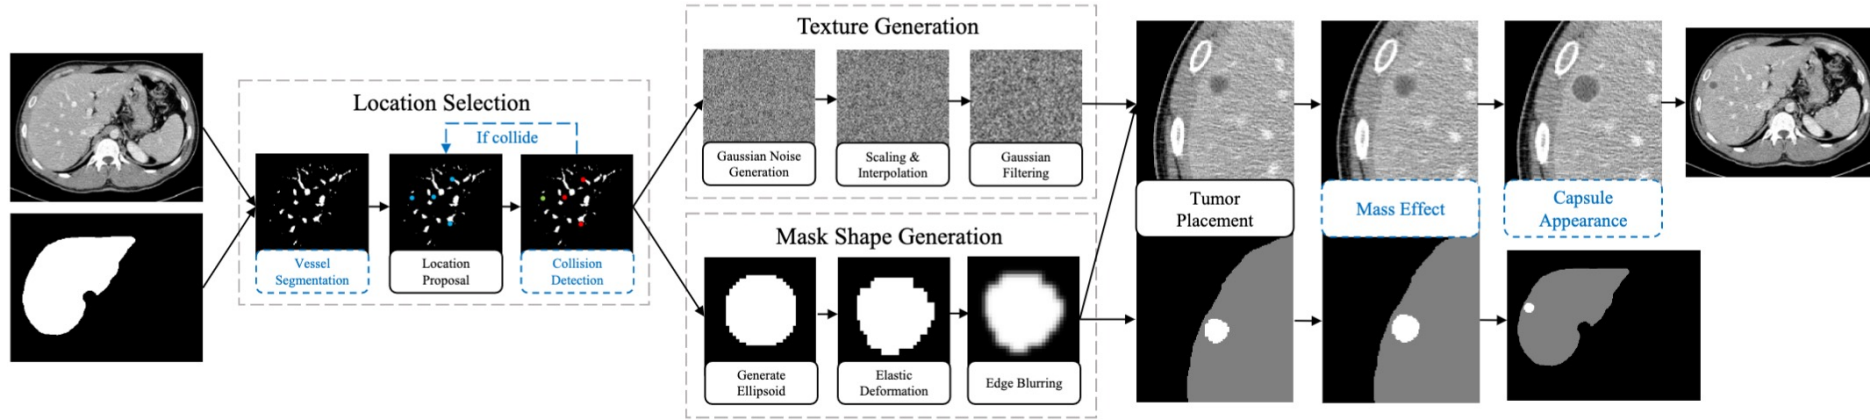 Location Selection
If collide
Vessel
Segmentation
Location
Proposal
Collision
Detection
Texture Generation
Gaussian Noise
Generation
Scaling &
Interpolation
Gaussian
Filtering
Mask Shape Generation
Generate
Ellipsoid
Elastic
Deformation
Edge Blurring
Tumor
Placement
Mass Effect
Capsule
Appearance